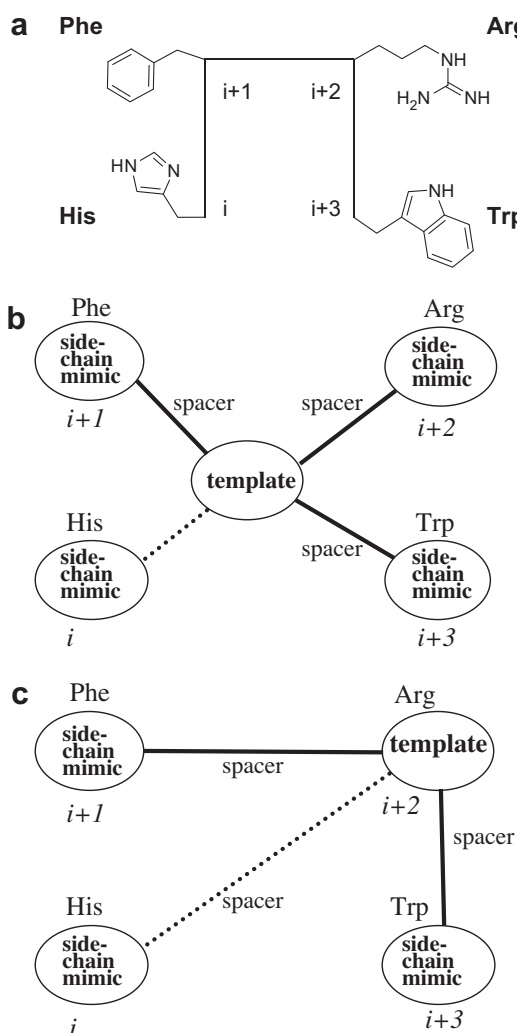 a Phe Arg
i+1 i+2
HN N
H₂N NH
H
N
His i i+3 NH Trp
b Phe Arg
side-
chain
mimic
side-
chain
mimic
i+1 spacer spacer i+2
template
His Trp
side-
chain
mimic
spacer
side-
chain
mimic
i i+3
c Phe Arg
side-
chain
mimic
template
spacer
i+1 i+2
spacer
His spacer Trp
side-
chain
mimic
side-
chain
mimic
i i+3